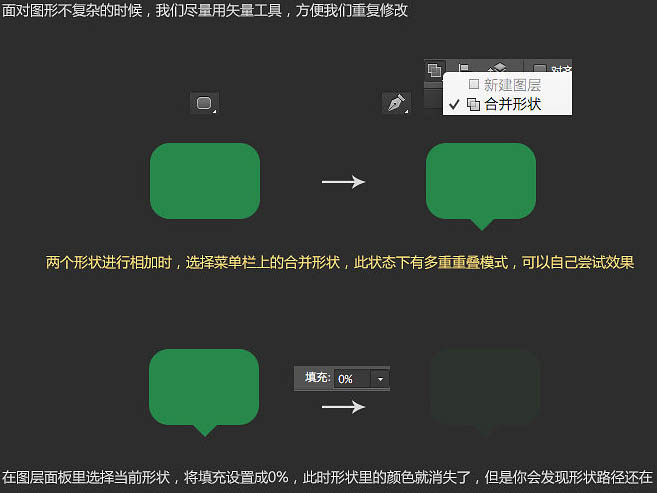 面对图形不复杂的时候，我们尽量用矢量工具，方便我们重复修改
对齐
新建图层
合并形状
两个形状进行相加时，选择菜单栏上的合并形状，此状态下有多重重叠模式，可以自己尝试效果
填充: 0%
在图层面板里选择当前形状，将填充设置成0%，此时形状里的颜色就消失了，但是你会发现形状路径还在